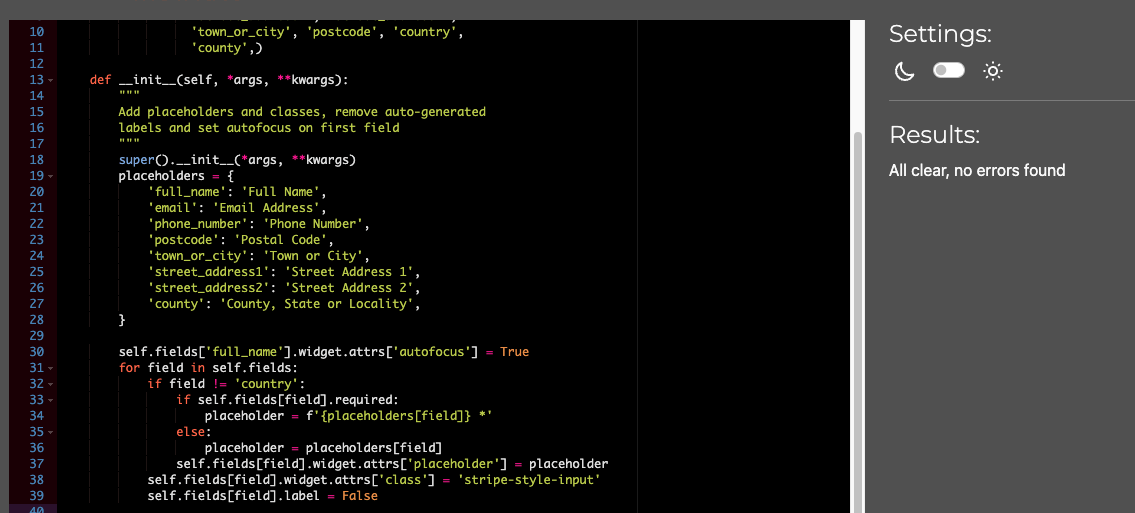 10 'town_or_city', 'postcode', 'country',
11 'county',)
12
13 def __init__(self, *args, **kwargs):
14 """
15 Add placeholders and classes, remove auto-generated
16 labels and set autofocus on first field
17 """
18 super().__init__(*args, **kwargs)
19 placeholders = {
20 'full_name': 'Full Name',
21 'email': 'Email Address',
22 'phone_number': 'Phone Number',
23 'postcode': 'Postal Code',
24 'town_or_city': 'Town or City',
25 'street_address1': 'Street Address 1',
26 'street_address2': 'Street Address 2',
27 'county': 'County, State or Locality',
28 }
29
30 self.fields['full_name'].widget.attrs['autofocus'] = True
31 for field in self.fields:
32 if field != 'country':
33 if self.fields[field].required:
34 placeholder = f'{placeholders[field]} *'
35 else:
36 placeholder = placeholders[field]
37 self.fields[field].widget.attrs['placeholder'] = placeholder
38 self.fields[field].widget.attrs['class'] = 'stripe-style-input'
39 self.fields[field].label = False
40
Settings:
Results:
All clear, no errors found